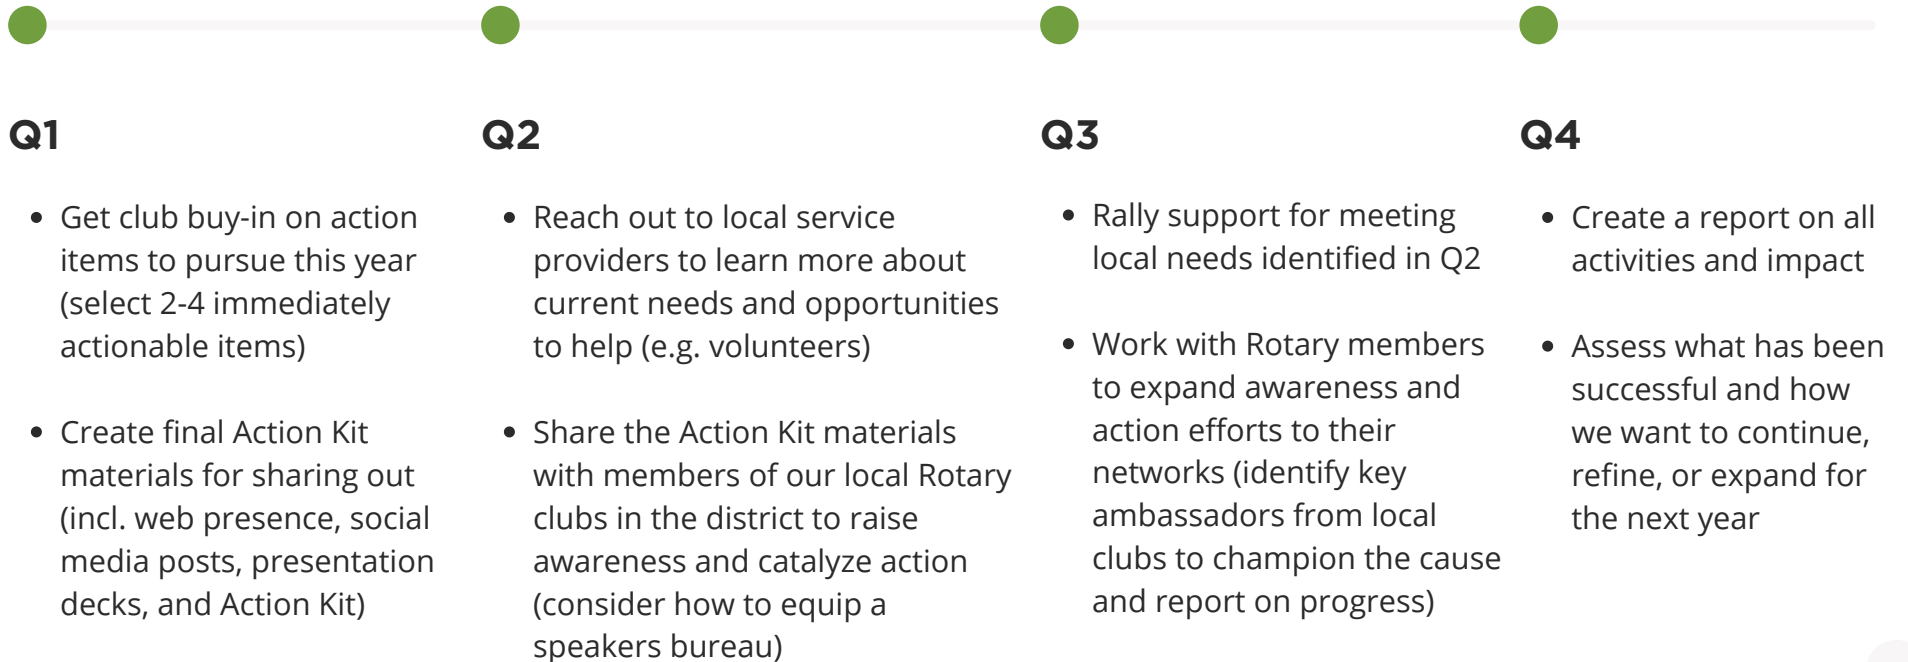 Q1
• Get club buy-in on action
items to pursue this year
(select 2-4 immediately
actionable items)
• Create final Action Kit
materials for sharing out
(incl. web presence, social
media posts, presentation
decks, and Action Kit)
Q2
• Reach out to local service
providers to learn more about
current needs and opportunities
to help (e.g. volunteers)
• Share the Action Kit materials
with members of our local Rotary
clubs in the district to raise
awareness and catalyze action
(consider how to equip a
speakers bureau)
Q3
• Rally support for meeting
local needs identified in Q2
• Work with Rotary members
to expand awareness and
action efforts to their
networks (identify key
ambassadors from local
clubs to champion the cause
and report on progress)
Q4
• Create a report on all
activities and impact
• Assess what has been
successful and how
we want to continue,
refine, or expand for
the next year